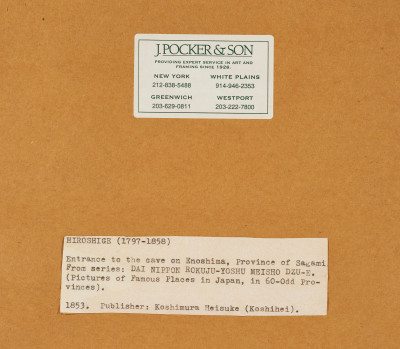 J. POCKER & SON
PROVIDING EXPERT SERVICE IN ART AND
FRAMING SINCE 1926.
NEW YORK WHITE PLAINS
212-838-5488 914-946-2353
GREENWICH WESTPORT
203-629-0811 203-222-7800
HIROSHIGE (1797-1858)
Entrance to the cave on Enoshima, Province of Sagami
From series: DAI NIPPON ROKUJU-YOSHU MEISHO DZU-E.
(Pictures of Famous Places in Japan, in 60-Odd Pro-
vinces).
1853. Publisher: Koshimura Heisuke (Koshihei).